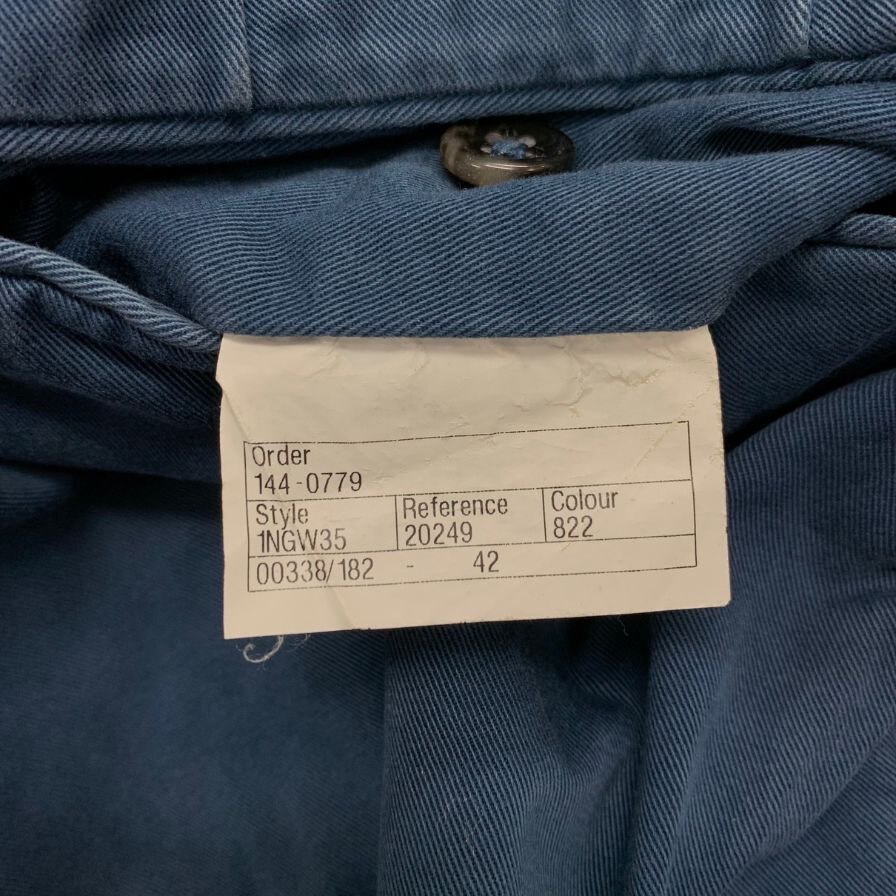 Order
144-0779
Style Reference Colour
1NGW35 20249 822
00338/182 - 42